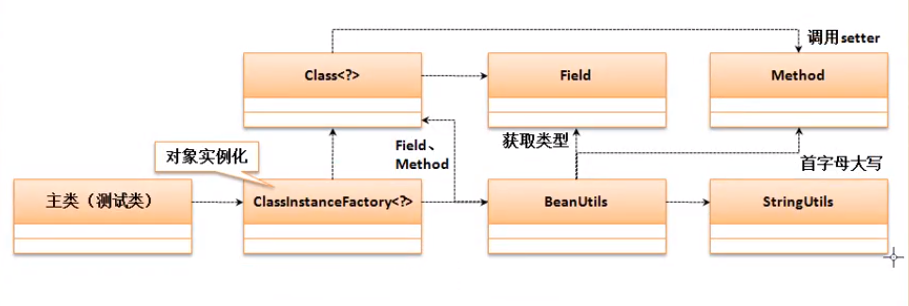 调用setter
Class<?>
Field
Method
Field、
Method
获取类型
对象实例化
首字母大写
主类（测试类）
ClassInstanceFactory<?>
BeanUtils
StringUtils